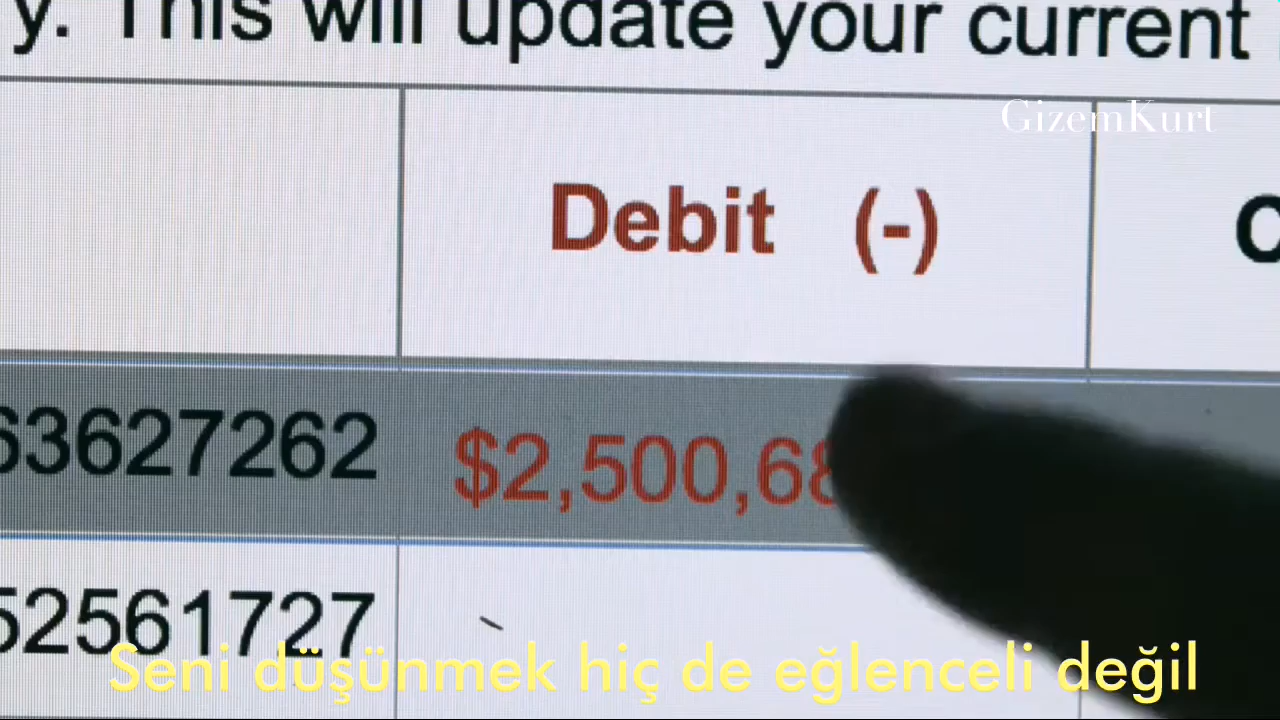 y. This will update your current
GizemKurt
Debit (-)
63627262 $2,500,68
52561727
Seni düşünmek hiç de eğlenceli değil